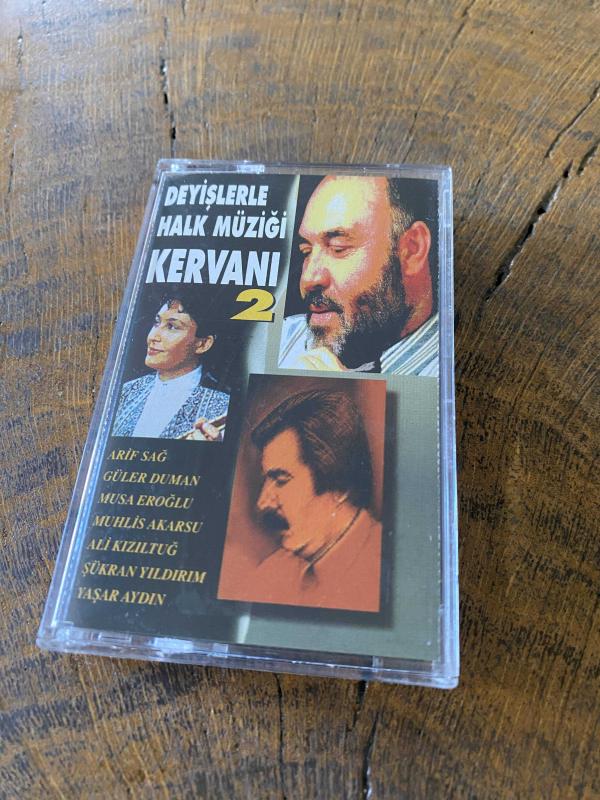 DEYİŞLERLE
HALK MÜZİĞİ
KERVANI
2
ARİF SAĞ
GÜLER DUMAN
MUSA EROĞLU
MUHLİS AKARSU
ALİ KIZILTUĞ
ŞÜKRAN YILDIRIM
YAŞAR AYDIN